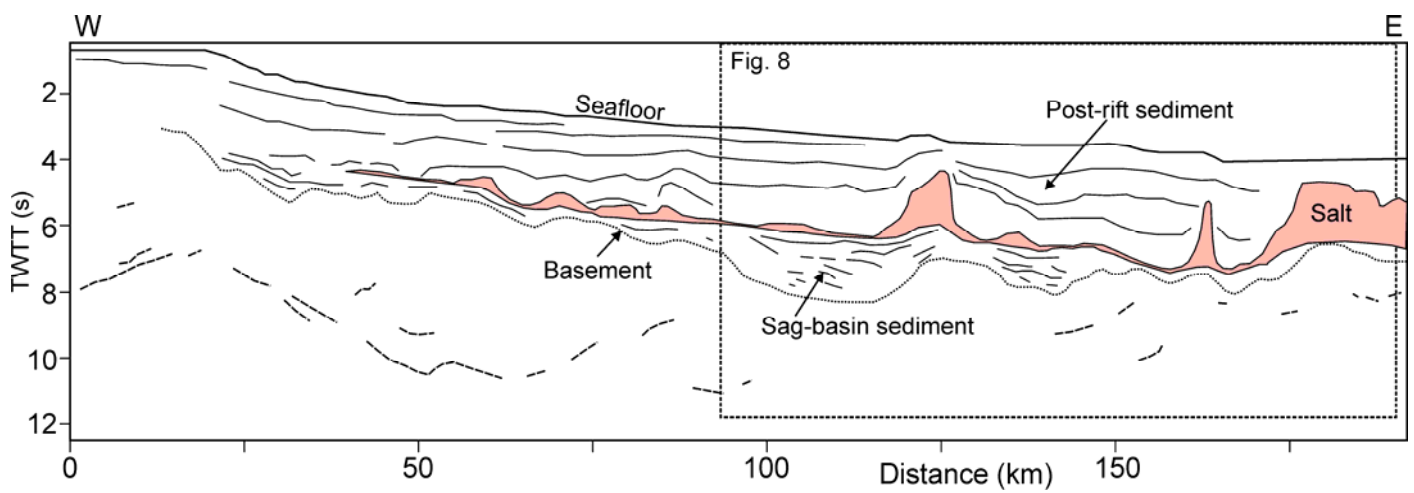 W
E
Fig. 8
2
Seafloor
Post-rift sediment
4
TWTT (s)
6
Salt
Basement
8
Sag-basin sediment
10
12
0
50
100
Distance (km)
150